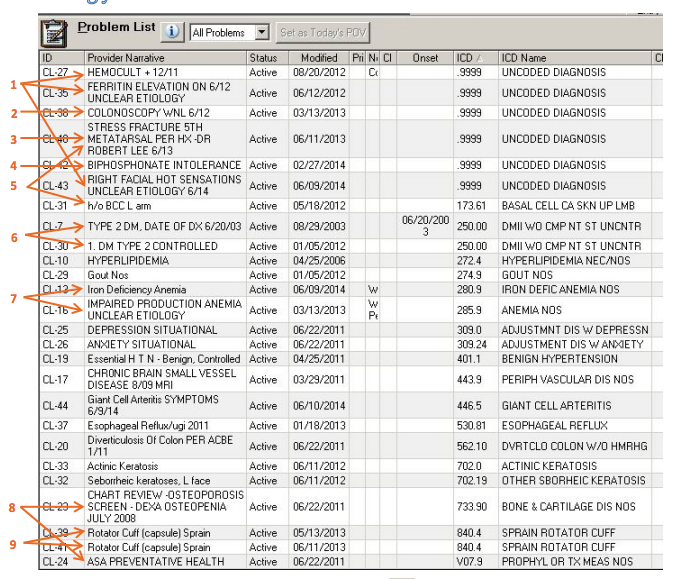 Problem List i All Problems Set as Today's POV
ID Provider Narrative Status Modified Pri CI Onset ICD ICD Name
CL-27 HEMOCULT + 12/11 Active 08/20/2012 .9999 UNCODED DIAGNOSIS
1
CL-35 FERRITIN ELEVATION ON 6/12 Active 06/12/2012 .9999 UNCODED DIAGNOSIS
UNCLEAR ETIOLOGY
2 CL-38 COLONOSCOPY WNL 6/12 Active 03/13/2013 .9999 UNCODED DIAGNOSIS
STRESS FRACTURE 5TH
3 CL-40 METATARSAL PER HX -DR Active 06/11/2013 .9999 UNCODED DIAGNOSIS
ROBERT LEE 6/13
4 CL-42 BIPHOSPHONATE INTOLERANCE Active 02/27/2014 .9999 UNCODED DIAGNOSIS
5 CL-43 RIGHT FACIAL HOT SENSATIONS Active 06/09/2014 .9999 UNCODED DIAGNOSIS
UNCLEAR ETIOLOGY 6/14
CL-31 h/o BCC L arm Active 05/18/2012 173.61 BASAL CELL CA SKN UP LMB
6 CL-7 TYPE 2 DM, DATE OF DX 6/20/03 Active 08/29/2003 06/20/200 250.00 DMII WO CMP NT ST UNCNTR
3
CL-30 1. DM TYPE 2 CONTROLLED Active 01/05/2012 250.00 DMII WO CMP NT ST UNCNTR
CL-10 HYPERLIPIDEMIA Active 04/25/2006 272.4 HYPERLIPIDEMIA NEC/NOS
CL-29 Gout Nos Active 01/05/2012 274.9 GOUT NOS
7 CL-13 Iron Deficiency Anemia Active 06/09/2014 W 280.9 IRON DEFIC ANEMIA NOS
CL-16 IMPAIRED PRODUCTION ANEMIA Active 03/13/2013 W 285.9 ANEMIA NOS
UNCLEAR ETIOLOGY
CL-25 DEPRESSION SITUATIONAL Active 06/22/2011 309.0 ADJUSTMNT DIS W DEPRESSN
CL-26 ANXIETY SITUATIONAL Active 06/22/2011 309.24 ADJUSTMENT DIS W ANXIETY
CL-19 Essential H T N - Benign, Controlled Active 04/25/2011 401.1 BENIGN HYPERTENSION
CL-17 CHRONIC BRAIN SMALL VESSEL Active 03/29/2011 443.9 PERIPH VASCULAR DIS NOS
DISEASE 8/09 MRI
CL-44 Giant Cell Arteritis SYMPTOMS Active 06/10/2014 446.5 GIANT CELL ARTERITIS
6/9/14
CL-37 Esophageal Reflux/ugi 2011 Active 01/18/2013 530.81 ESOPHAGEAL REFLUX
CL-20 Diverticulosis Of Colon PER ACBE Active 06/22/2011 562.10 DVRTCLO COLON W/O HMRHG
1/11
CL-33 Actinic Keratosis Active 06/11/2012 702.0 ACTINIC KERATOSIS
CL-32 Seborrheic keratoses, L face Active 06/11/2012 702.19 OTHER SBORHEIC KERATOSIS
CHART REVIEW -OSTEOPOROSIS
8 CL-23 SCREEN - DEXA OSTEOPENIA Active 06/22/2011 733.90 BONE & CARTILAGE DIS NOS
JULY 2008
CL-39 Rotator Cuff (capsule) Sprain Active 05/13/2013 840.4 SPRAIN ROTATOR CUFF
9 CL-41 Rotator Cuff (capsule) Sprain Active 06/11/2013 840.4 SPRAIN ROTATOR CUFF
CL-24 ASA PREVENTATIVE HEALTH Active 06/22/2011 V07.9 PROPHYL OR TX MEAS NOS